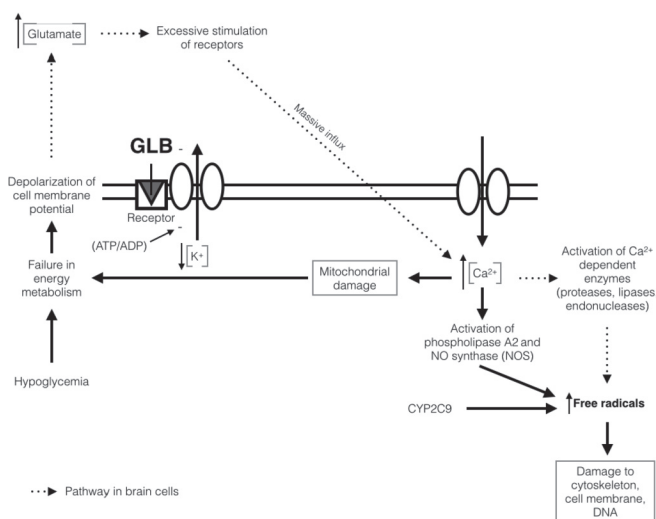 Glutamate
Excessive stimulation
of receptors
Massive influx
GLB -
Depolarization of
cell membrane
potential
Receptor
-
(ATP/ADP)
K+
Failure in
energy
metabolism
Mitochondrial
damage
Ca2+
Activation of Ca2+
dependent
enzymes
(proteases, lipases
endonucleases)
Activation of
phospholipase A2 and
NO synthase (NOS)
Hypoglycemia
CYP2C9
Free radicals
Damage to
cytoskeleton,
cell membrane,
DNA
Pathway in brain cells